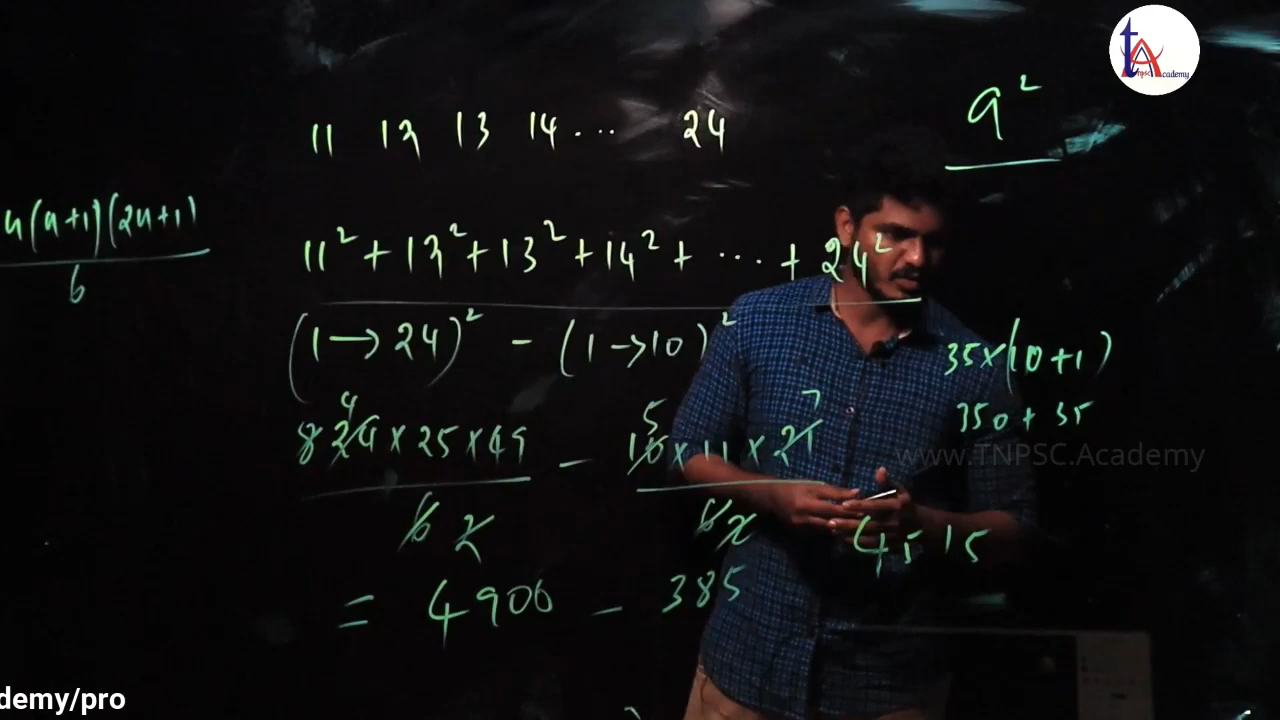 tA
TNPSC Academy
a²
11 12 13 14 ... 24
n(n+1)(2n+1)
6
11² + 12² + 13² + 14² + ... + 24²
(1→24)² - (1→10)²
35×(10+1)
350 + 35
8 4
24 × 25 × 49 - 10 × 11 × 21
5 7
www.TNPSC.Academy
6 2 6 2
4515
= 4900 - 385
demy/pro